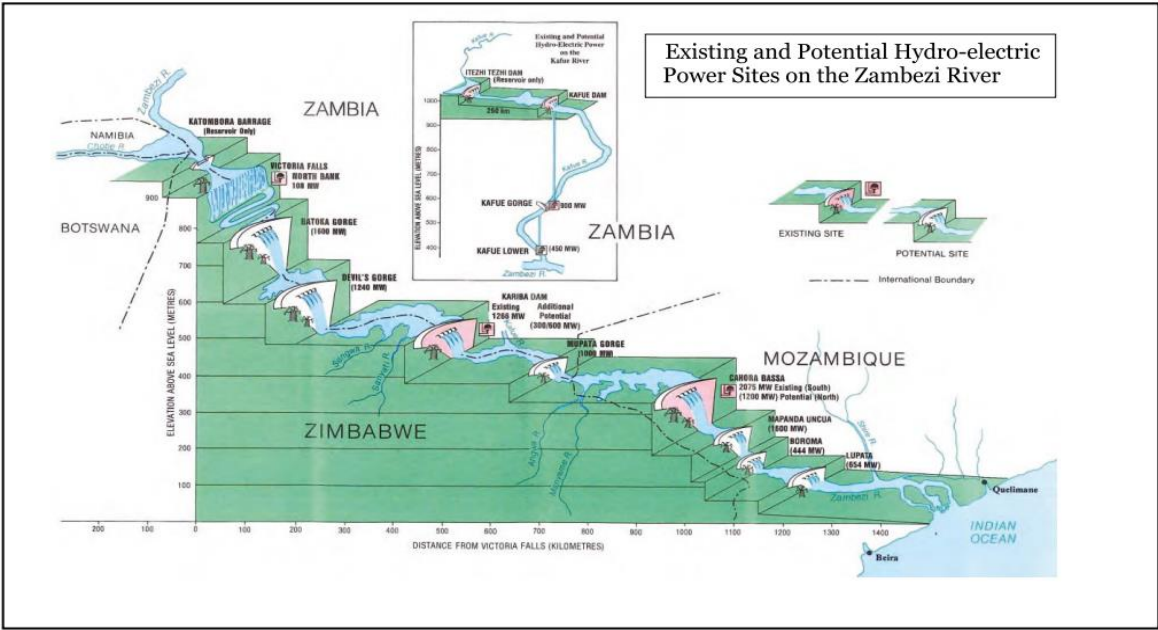 Existing and Potential Hydro-electric
Power Sites on the Zambezi River
Kafue R.
Existing and Potential
Hydro-Electric Power
on the
Kafue River
ITEZHI TEZHI DAM
(Reservoir only)
KAFUE DAM
1000
900
800
700
600
500
400
260 km
ELEVATION ABOVE SEA LEVEL (METRES)
Kafue R.
KAFUE GORGE
900 MW
KAFUE LOWER
(450 MW)
Zambezi R.
ZAMBIA
Zambezi R.
ZAMBIA
NAMIBIA
Chobe R.
KATOMBORA BARRAGE
(Reservoir Only)
BOTSWANA
VICTORIA FALLS
NORTH BANK
108 MW
BATOKA GORGE
(1600 MW)
DEVIL'S GORGE
(1240 MW)
KARIBA DAM
Existing
1266 MW
Additional
Potential
(300/600 MW)
Kafue R.
MUPATA GORGE
(1000 MW)
MOZAMBIQUE
CAHORA BASSA
2075 MW Existing (South)
(1200 MW) Potential (North)
MAPANDA UNCUA
(1600 MW)
BOROMA
(444 MW)
LUPATA
(654 MW)
Shire R.
Zambezi R.
Quelimane
INDIAN
OCEAN
Beira
Sanyati R.
ZIMBABWE
EXISTING SITE
POTENTIAL SITE
International Boundary
ELEVATION ABOVE SEA LEVEL (METRES)
900
800
700
600
500
400
300
200
100
200 100 0 100 200 300 400 500 600 700 800 900 1000 1100 1200 1300 1400
DISTANCE FROM VICTORIA FALLS (KILOMETRES)